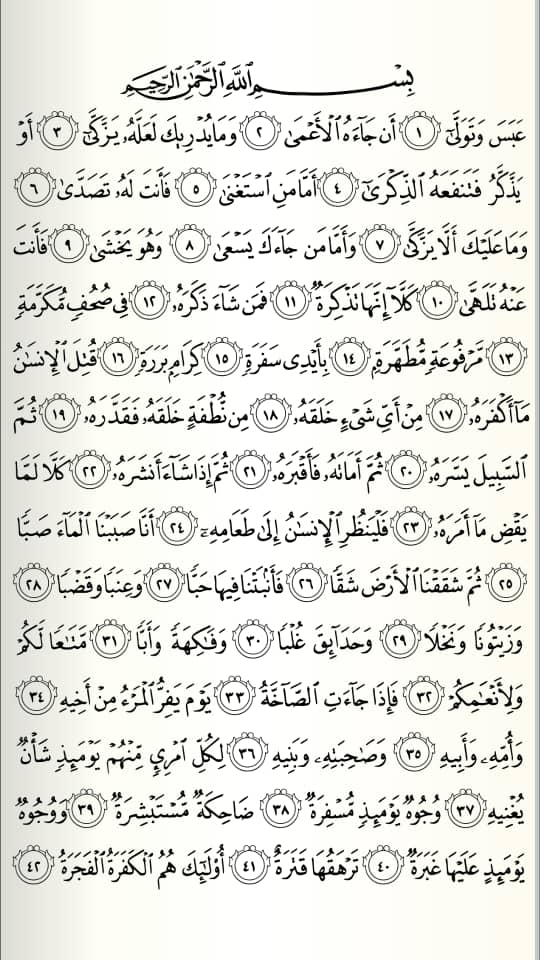 بِسْمِ ٱللَّهِ ٱلرَّحْمَٰنِ ٱلرَّحِيمِ
عَبَسَ وَتَوَلَّىٰٓ ١ أَن جَآءَهُ ٱلْأَعْمَىٰ ٢ وَمَا يُدْرِيكَ لَعَلَّهُۥ يَزَّكَّىٰٓ ٣ أَوْ
يَذَّكَّرُ فَتَنفَعَهُ ٱلذِّكْرَىٰٓ ٤ أَمَّا مَنِ ٱسْتَغْنَىٰ ٥ فَأَنتَ لَهُۥ تَصَدَّىٰ ٦
وَمَا عَلَيْكَ أَلَّا يَزَّكَّىٰ ٧ وَأَمَّا مَن جَآءَكَ يَسْعَىٰ ٨ وَهُوَ يَخْشَىٰ ٩ فَأَنتَ
عَنْهُ تَلَهَّىٰ ١٠ كَلَّآ إِنَّهَا تَذْكِرَةٌ ١١ فَمَن شَآءَ ذَكَرَهُۥ ١٢ فِى صُحُفٍ مُّكَرَّمَةٍ
١٣ مَّرْفُوعَةٍ مُّطَهَّرَةٍۭ ١٤ بِأَيْدِى سَفَرَةٍ ١٥ كِرَامٍۭ بَرَرَةٍ ١٦ قُتِلَ ٱلْإِنسَٰنُ
مَآ أَكْفَرَهُۥ ١٧ مِنْ أَىِّ شَىْءٍ خَلَقَهُۥ ١٨ مِن نُّطْفَةٍ خَلَقَهُۥ فَقَدَّرَهُۥ ١٩ ثُمَّ
ٱلسَّبِيلَ يَسَّرَهُۥ ٢٠ ثُمَّ أَمَاتَهُۥ فَأَقْبَرَهُۥ ٢١ ثُمَّ إِذَا شَآءَ أَنشَرَهُۥ ٢٢ كَلَّا لَمَّا
يَقْضِ مَآ أَمَرَهُۥ ٢٣ فَلْيَنظُرِ ٱلْإِنسَٰنُ إِلَىٰ طَعَامِهِۦٓ ٢٤ أَنَّا صَبَبْنَا ٱلْمَآءَ صَبًّا
٢٥ ثُمَّ شَقَقْنَا ٱلْأَرْضَ شَقًّا ٢٦ فَأَنۢبَتْنَا فِيهَا حَبًّا ٢٧ وَعِنَبًا وَقَضْبًا ٢٨
وَزَيْتُونًا وَنَخْلًا ٢٩ وَحَدَآئِقَ غُلْبًا ٣٠ وَفَٰكِهَةً وَأَبًّا ٣١ مَّتَٰعًا لَّكُمْ
وَلِأَنْعَٰمِكُمْ ٣٢ فَإِذَا جَآءَتِ ٱلصَّآخَّةُ ٣٣ يَوْمَ يَفِرُّ ٱلْمَرْءُ مِنْ أَخِيهِ ٣٤
وَأُمِّهِۦ وَأَبِيهِ ٣٥ وَصَٰحِبَتِهِۦ وَبَنِيهِ ٣٦ لِكُلِّ ٱمْرِئٍ مِّنْهُمْ يَوْمَئِذٍ شَأْنٌ
يُغْنِيهِ ٣٧ وُجُوهٌ يَوْمَئِذٍ مُّسْفِرَةٌ ٣٨ ضَاحِكَةٌ مُّسْتَبْشِرَةٌ ٣٩ وَوُجُوهٌ
يَوْمَئِذٍ عَلَيْهَا غَبَرَةٌ ٤٠ تَرْهَقُهَا قَتَرَةٌ ٤١ أُو۟لَٰٓئِكَ هُمُ ٱلْكَفَرَةُ ٱلْفَجَرَةُ ٤٢